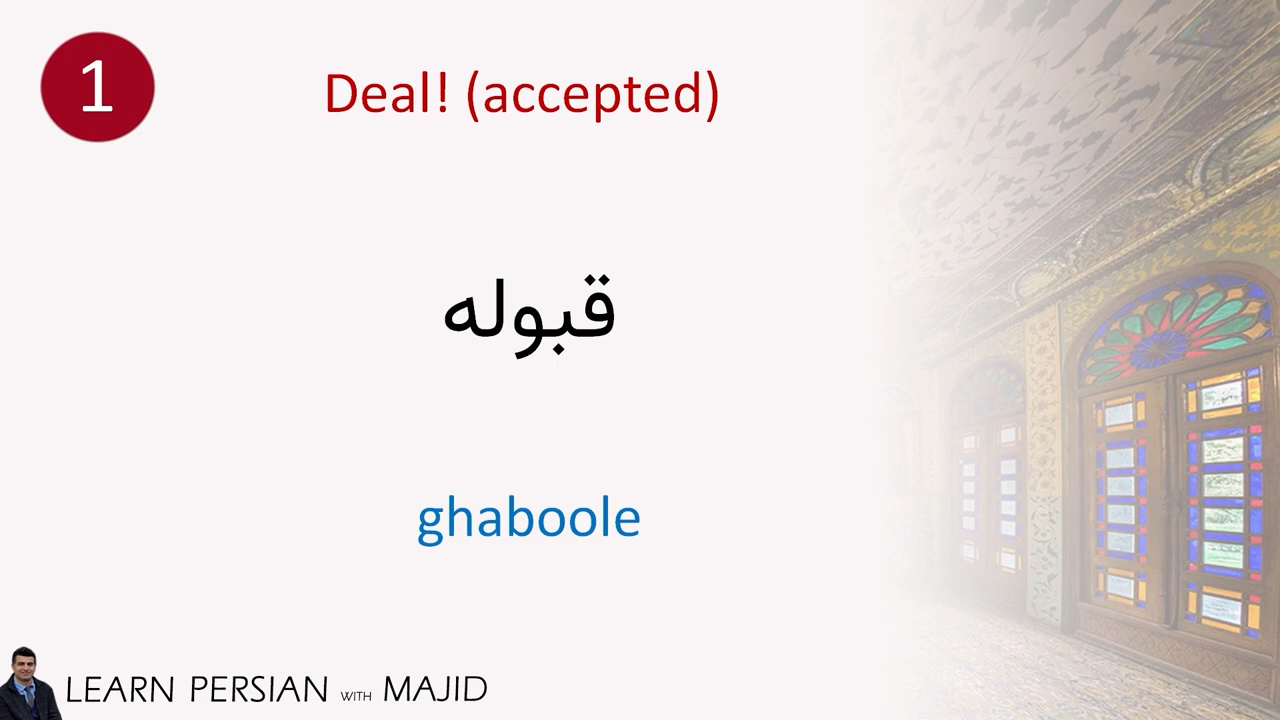 1
Deal! (accepted)
قبوله
ghaboole
LEARN PERSIAN WITH MAJID